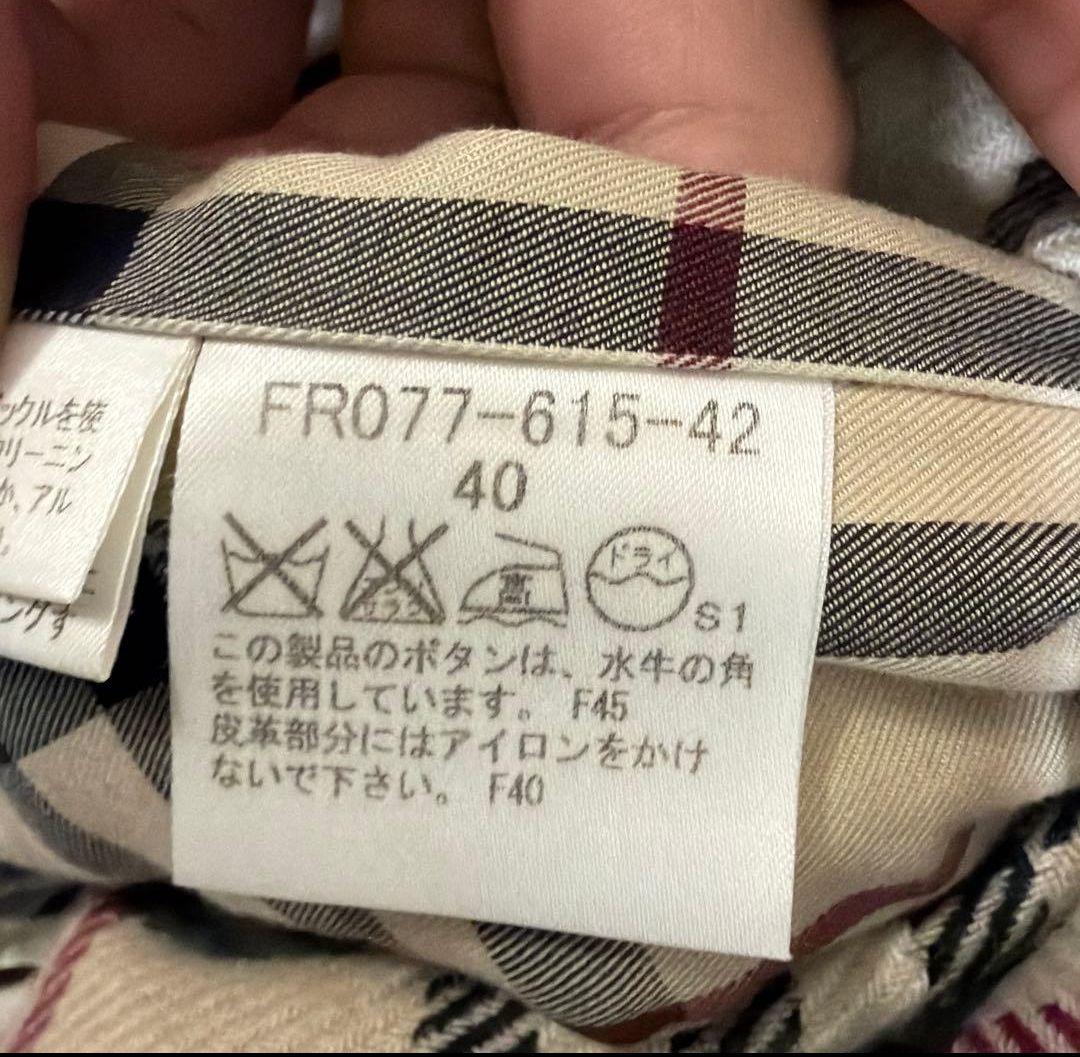 FR077-615-42
40
高
ドライ
S1
この製品のボタンは、水牛の角
を使用しています。 F45
皮革部分にはアイロンをかけ
ないで下さい。 F40
ックルを
クリーニン
アル
ングす